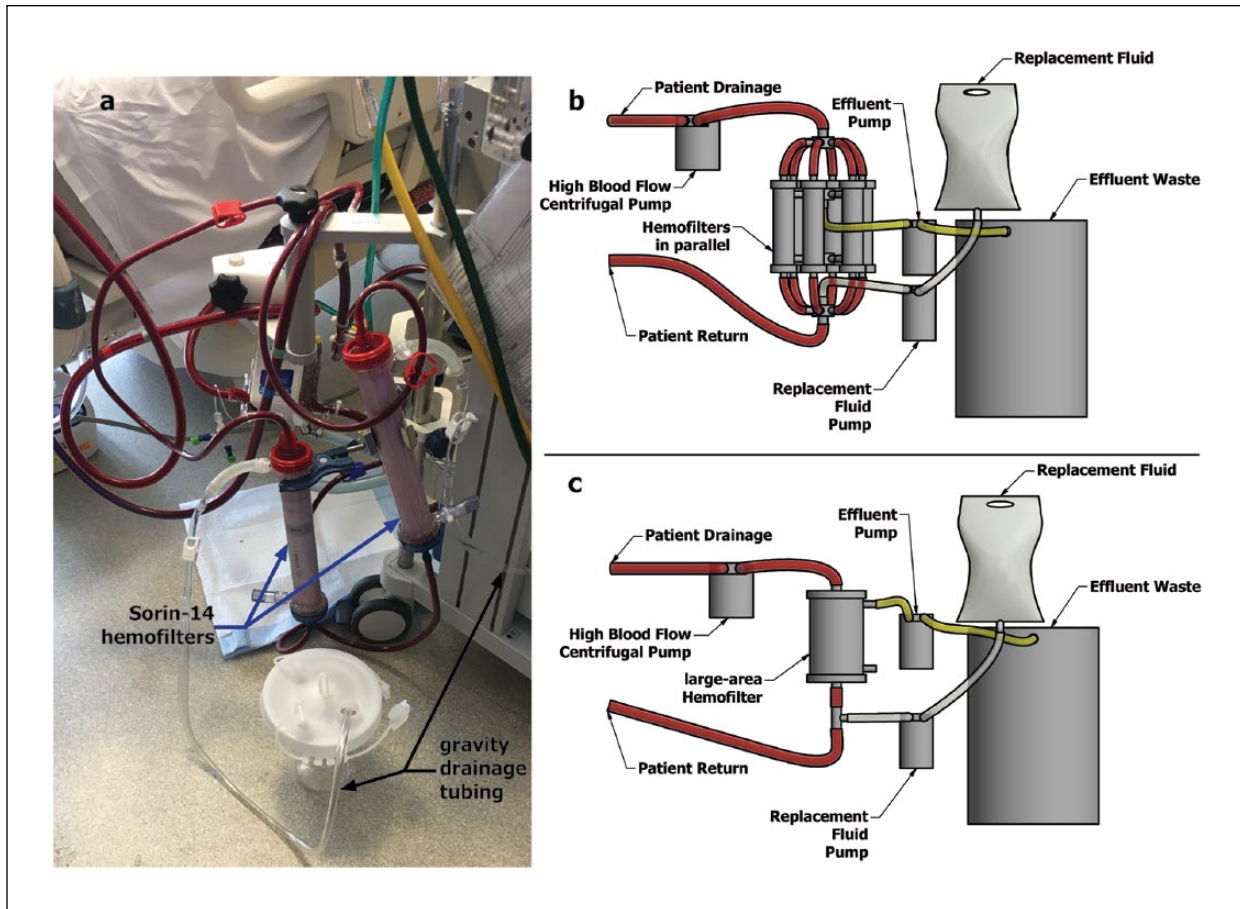 a
Sorin-14
hemofilters
gravity
drainage
tubing
b
Patient Drainage
High Blood Flow
Centrifugal Pump
Hemofilters
in parallel
Patient Return
Effluent
Pump
Replacement Fluid
Effluent Waste
Replacement
Fluid
Pump
c
Patient Drainage
High Blood Flow
Centrifugal Pump
large-area
Hemofilter
Patient Return
Effluent
Pump
Replacement Fluid
Effluent Waste
Replacement
Fluid
Pump